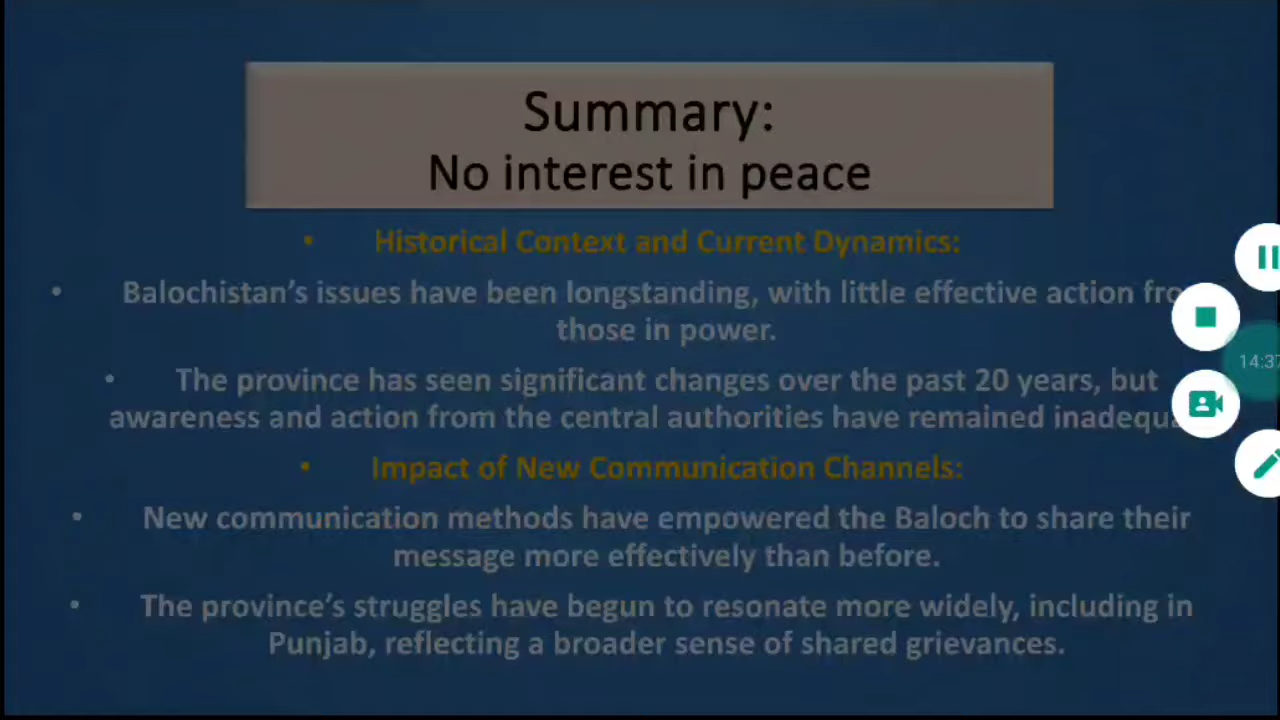 Summary:
No interest in peace
• Historical Context and Current Dynamics:
• Balochistan's issues have been longstanding, with little effective action
those in power.
• The province has seen significant changes over the past 20 years, but
awareness and action from the central authorities have remained
• Impact of New Communication Channels:
• New communication methods have empowered the Baloch to share their
message more effectively than before.
• The province's struggles have begun to resonate more widely, including in
Punjab, reflecting a broader sense of shared grievances.